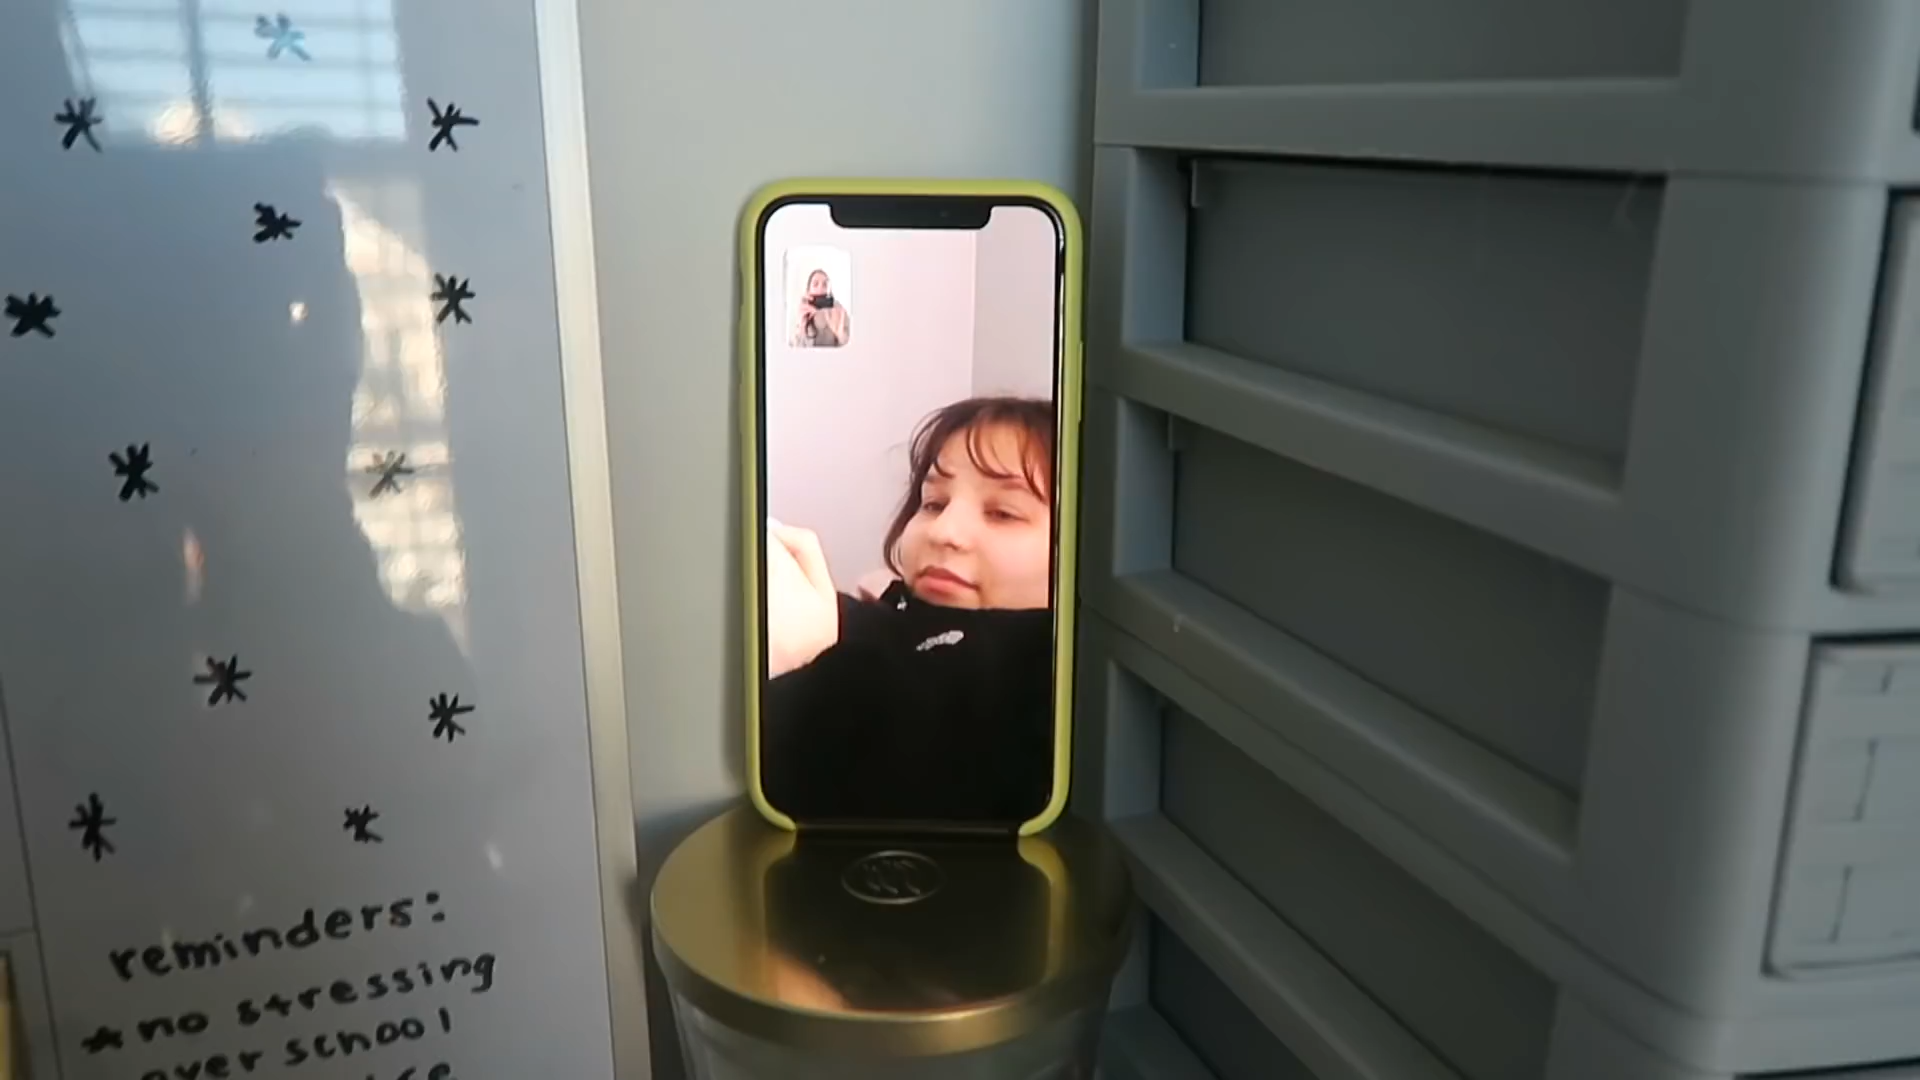 reminders:
* no stressing
over school